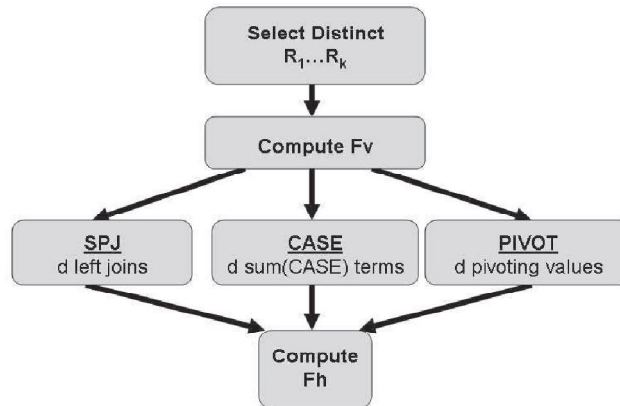 Select Distinct
R1...Rk
Compute Fv
SPJ
d left joins
CASE
d sum(CASE) terms
PIVOT
d pivoting values
Compute
Fh